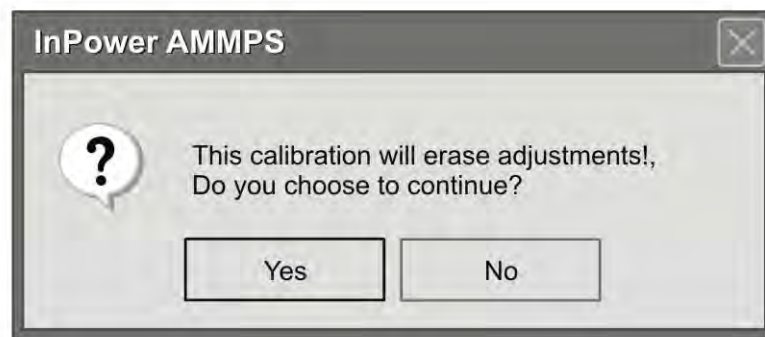 InPower AMMPS
This calibration will erase adjustments!,
Do you choose to continue?
Yes
No